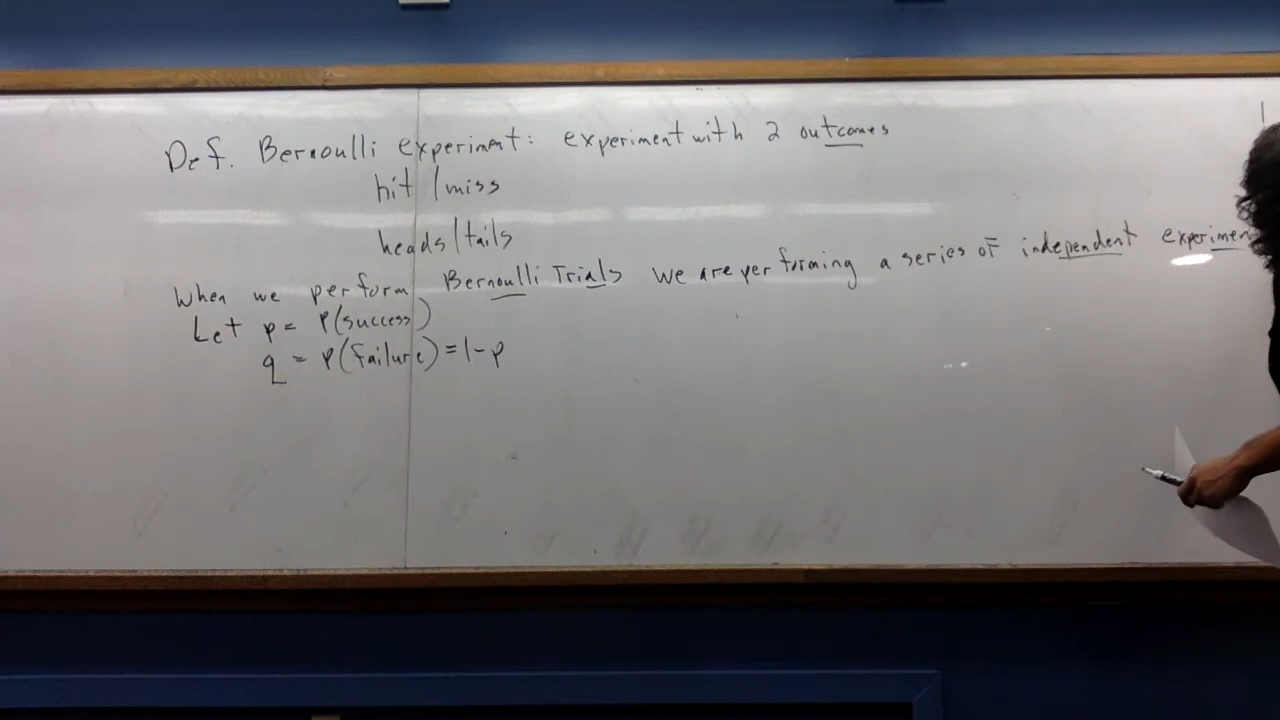 Def. Bernoulli experiment: experiment with 2 outcomes
hit / miss
heads/tails
When we perform Bernoulli Trials we are performing a series of independent experimen
Let p = P(success)
q = P(failure) = 1-p